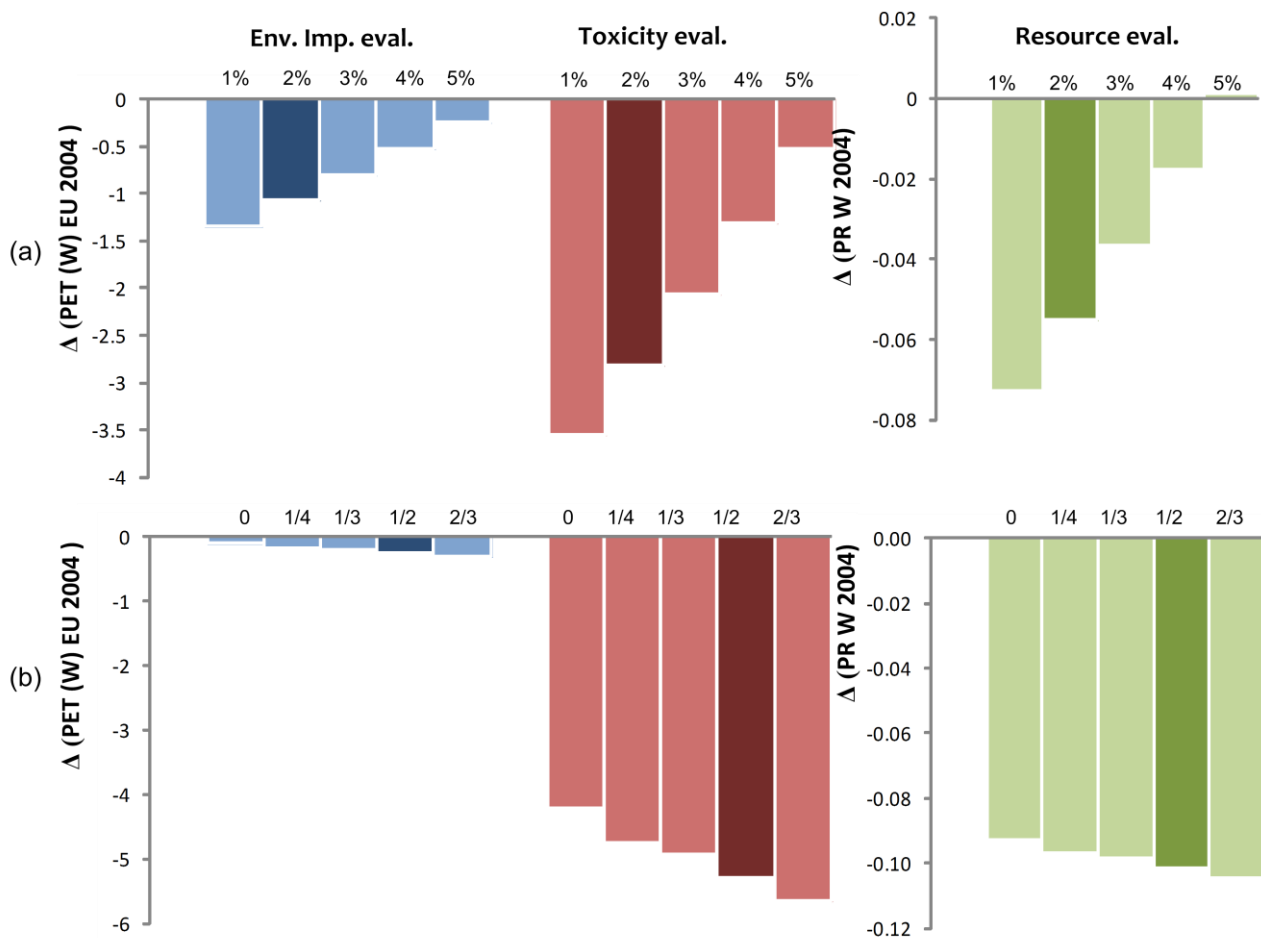 (a)
Env. Imp. eval.
Toxicity eval.
Δ (PET (W) EU 2004 )
1% 2% 3% 4% 5%
1% 2% 3% 4% 5%
0
-0.5
-1
-1.5
-2
-2.5
-3
-3.5
-4
Resource eval.
Δ (PR W 2004)
1% 2% 3% 4% 5%
0.02
0
-0.02
-0.04
-0.06
-0.08
(b)
Δ (PET (W) EU 2004 )
0 1/4 1/3 1/2 2/3
0 1/4 1/3 1/2 2/3
0
-1
-2
-3
-4
-5
-6
Δ (PR W 2004)
0 1/4 1/3 1/2 2/3
0.00
-0.02
-0.04
-0.06
-0.08
-0.10
-0.12